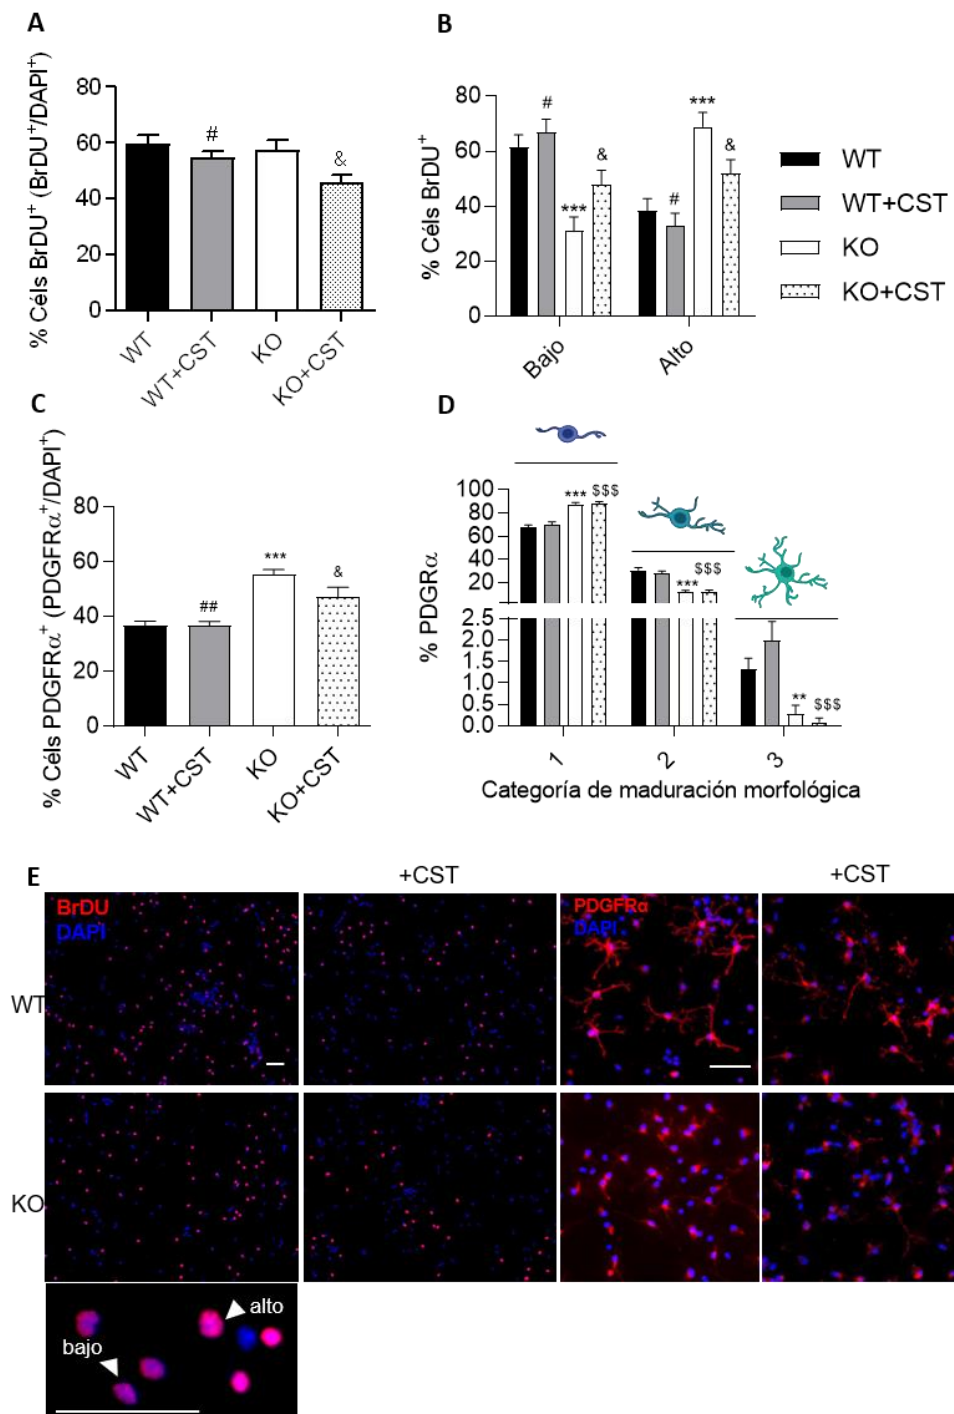 A
% Céls BrDU⁺ (BrDU⁺/DAPI⁺)
80
60
40
20
0
#
&
WT
WT+CST
KO
KO+CST
B
% Céls BrDU⁺
80
60
40
20
0
#
***
&
#
***
&
Bajo
Alto
WT
WT+CST
KO
KO+CST
C
% Céls PDGFRα⁺ (PDGFRα⁺/DAPI⁺)
80
60
40
20
0
##
***
&
WT
WT+CST
KO
KO+CST
D
% PDGRα
100
80
60
40
20
2.5
2.0
1.5
1.0
0.5
0.0
*** $$$
*** $$$
** $$$
1
2
3
Categoría de maduración morfológica
E
+CST
+CST
BrDU
DAPI
PDGFRα
DAPI
WT
KO
alto
bajo